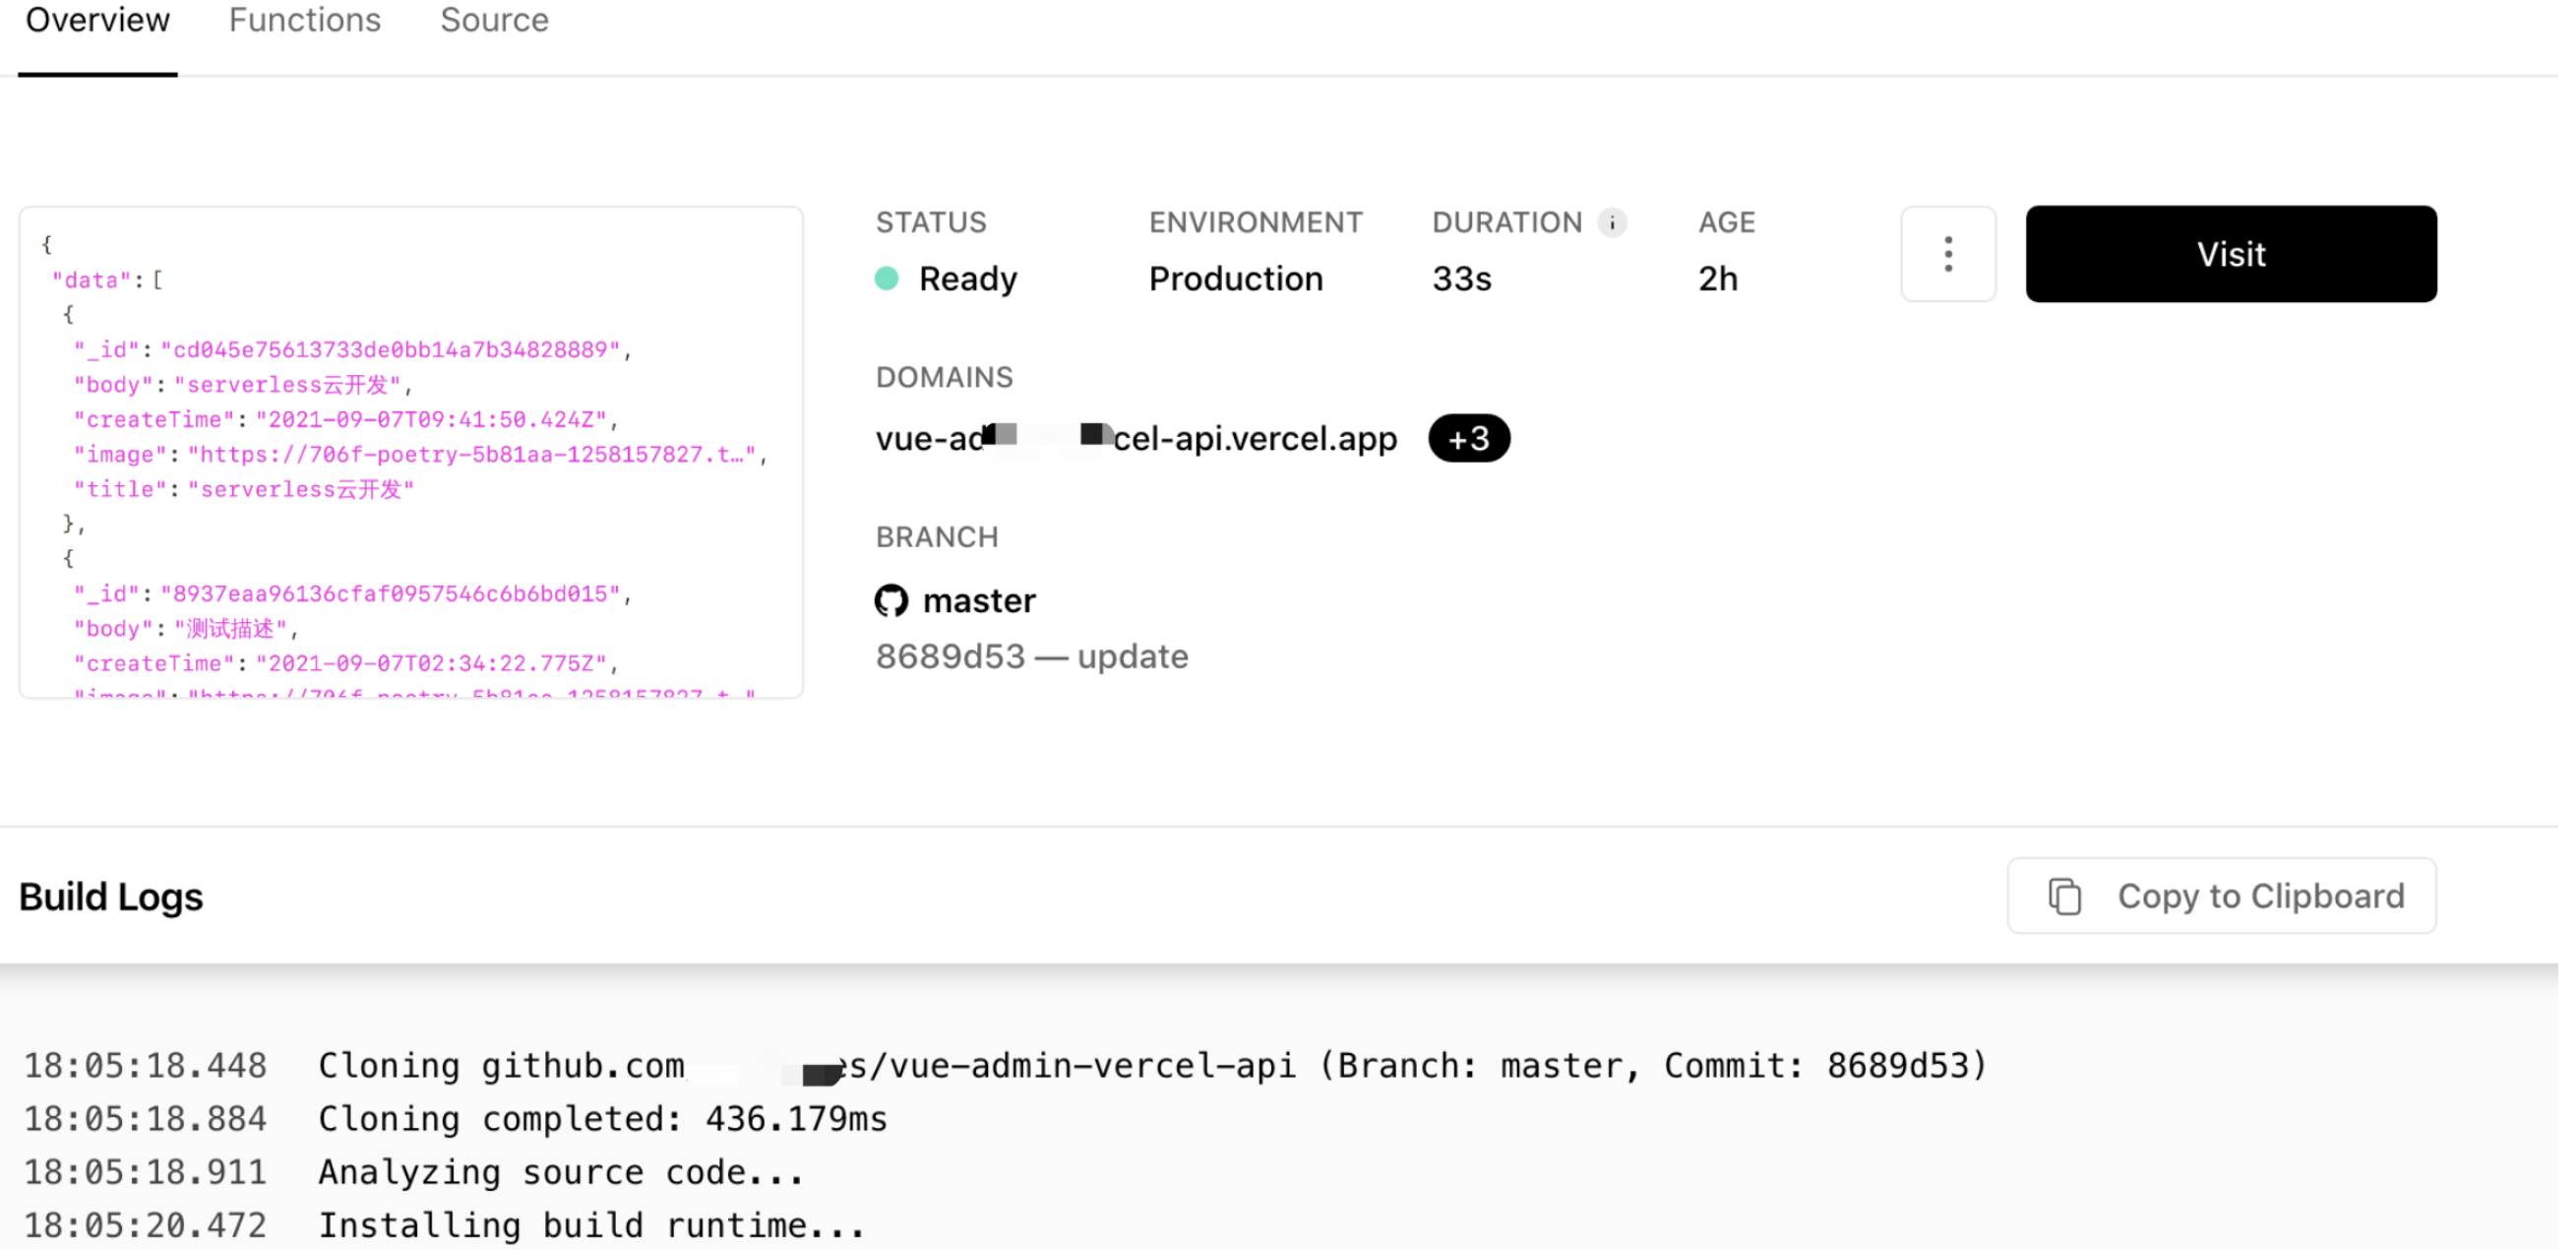 Overview Functions Source
{
"data": [
{
"_id": "cd045e75613733de0bb14a7b34828889",
"body": "serverless云开发",
"createTime": "2021-09-07T09:41:50.424Z",
"image": "https://706f-poetry-5b81aa-1258157827.t…",
"title": "serverless云开发"
},
{
"_id": "8937eaa96136cfaf0957546c6b6bd015",
"body": "测试描述",
"createTime": "2021-09-07T02:34:22.775Z",
"image": "https://706f-poetry-5b81aa-1258157827.t…"
STATUS ENVIRONMENT DURATION i AGE
Ready Production 33s 2h
Visit
DOMAINS
vue-ad cel-api.vercel.app +3
BRANCH
master
8689d53 — update
Build Logs
Copy to Clipboard
18:05:18.448 Cloning github.com s/vue-admin-vercel-api (Branch: master, Commit: 8689d53)
18:05:18.884 Cloning completed: 436.179ms
18:05:18.911 Analyzing source code...
18:05:20.472 Installing build runtime...